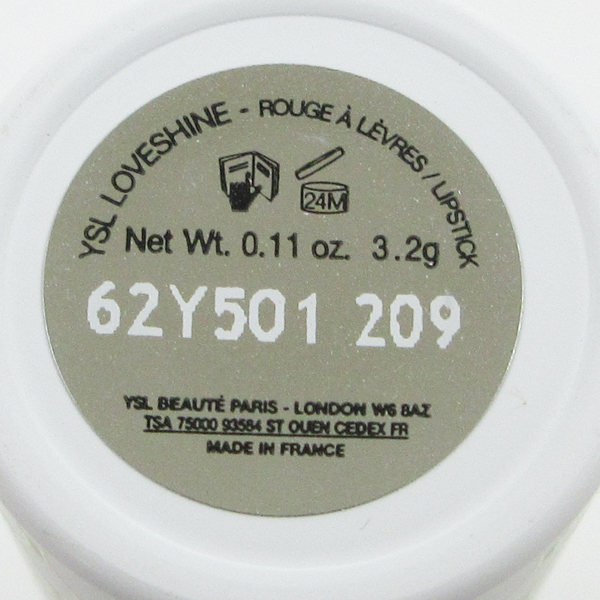 YSL LOVESHINE - ROUGE À LÈVRES / LIPSTICK
24M
Net Wt. 0.11 oz. 3.2g
62Y501 209
YSL BEAUTÉ PARIS - LONDON W6 8AZ
TSA 75000 93584 ST OUEN CEDEX FR
MADE IN FRANCE